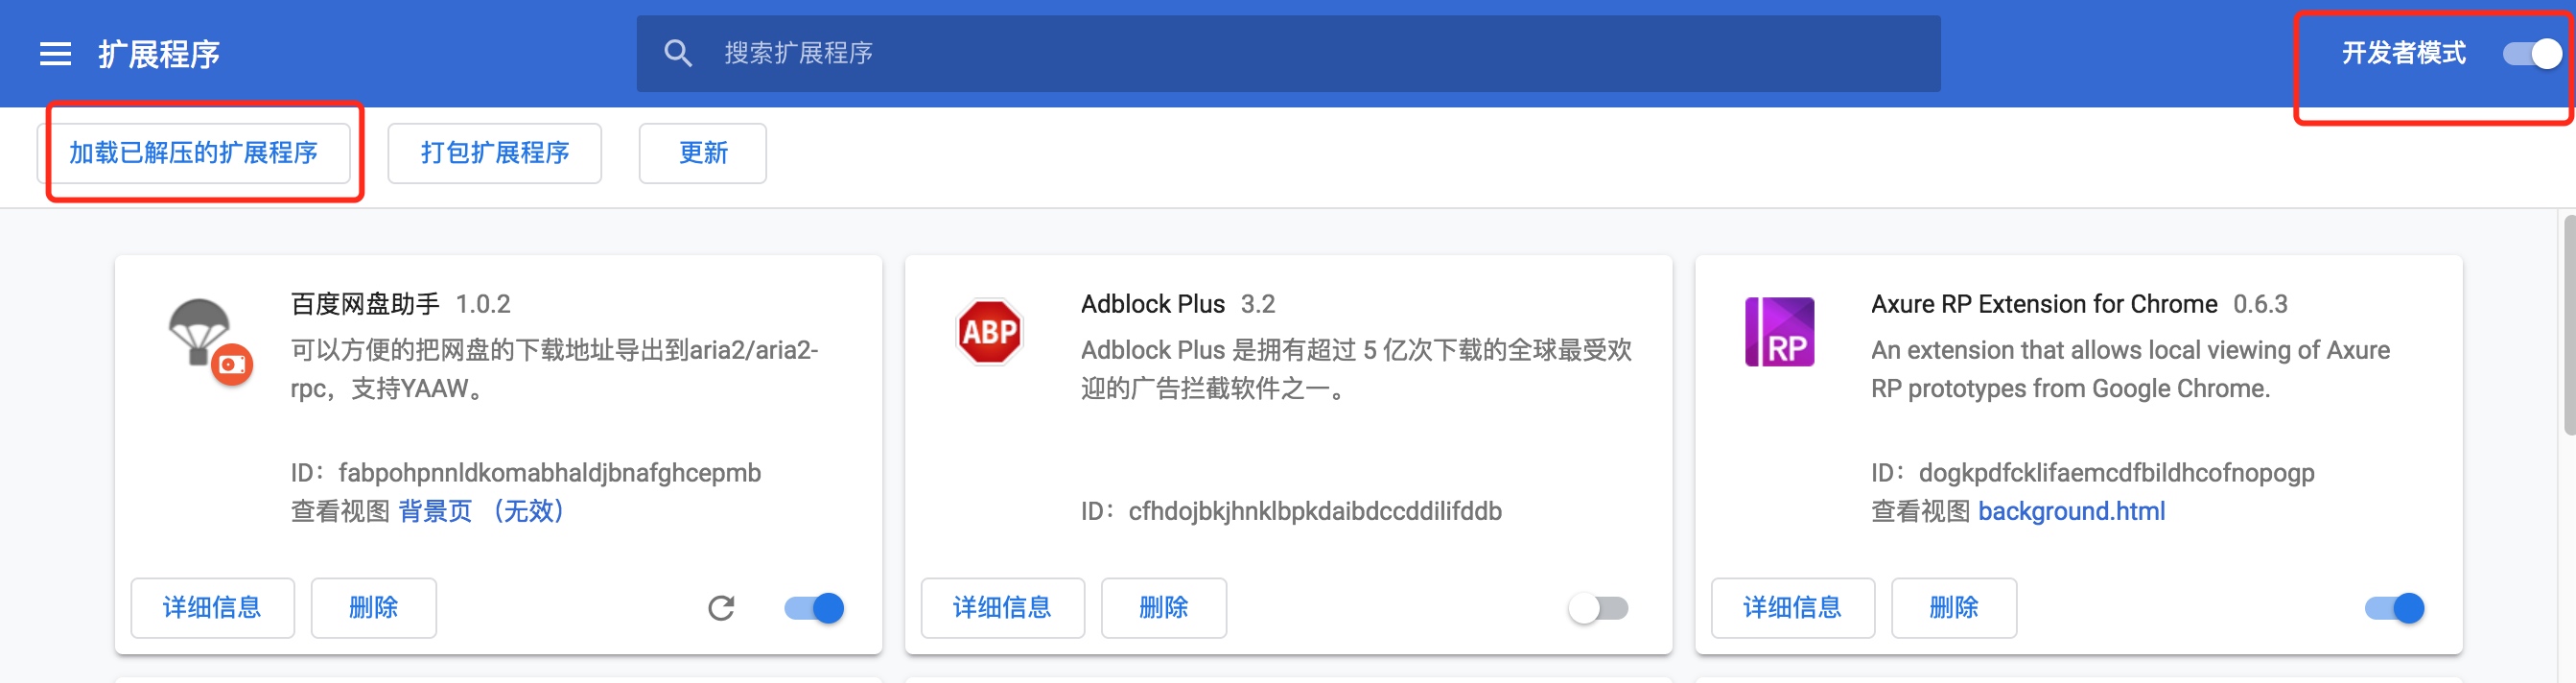 扩展程序
搜索扩展程序
开发者模式
加载已解压的扩展程序
打包扩展程序
更新
百度网盘助手 1.0.2
可以方便的把网盘的下载地址导出到aria2/aria2-
rpc，支持YAAW。
ID：fabpohpnnldkomabhaldjbnafghcepmb
查看视图 背景页 （无效）
详细信息
删除
ABP
Adblock Plus 3.2
Adblock Plus 是拥有超过 5 亿次下载的全球最受欢
迎的广告拦截软件之一。
ID：cfhdojbkjhnklbpkdaibdccddilifddb
详细信息
删除
RP
Axure RP Extension for Chrome 0.6.3
An extension that allows local viewing of Axure
RP prototypes from Google Chrome.
ID：dogkpdfcklifaemcdfbildhcofnopogp
查看视图 background.html
详细信息
删除